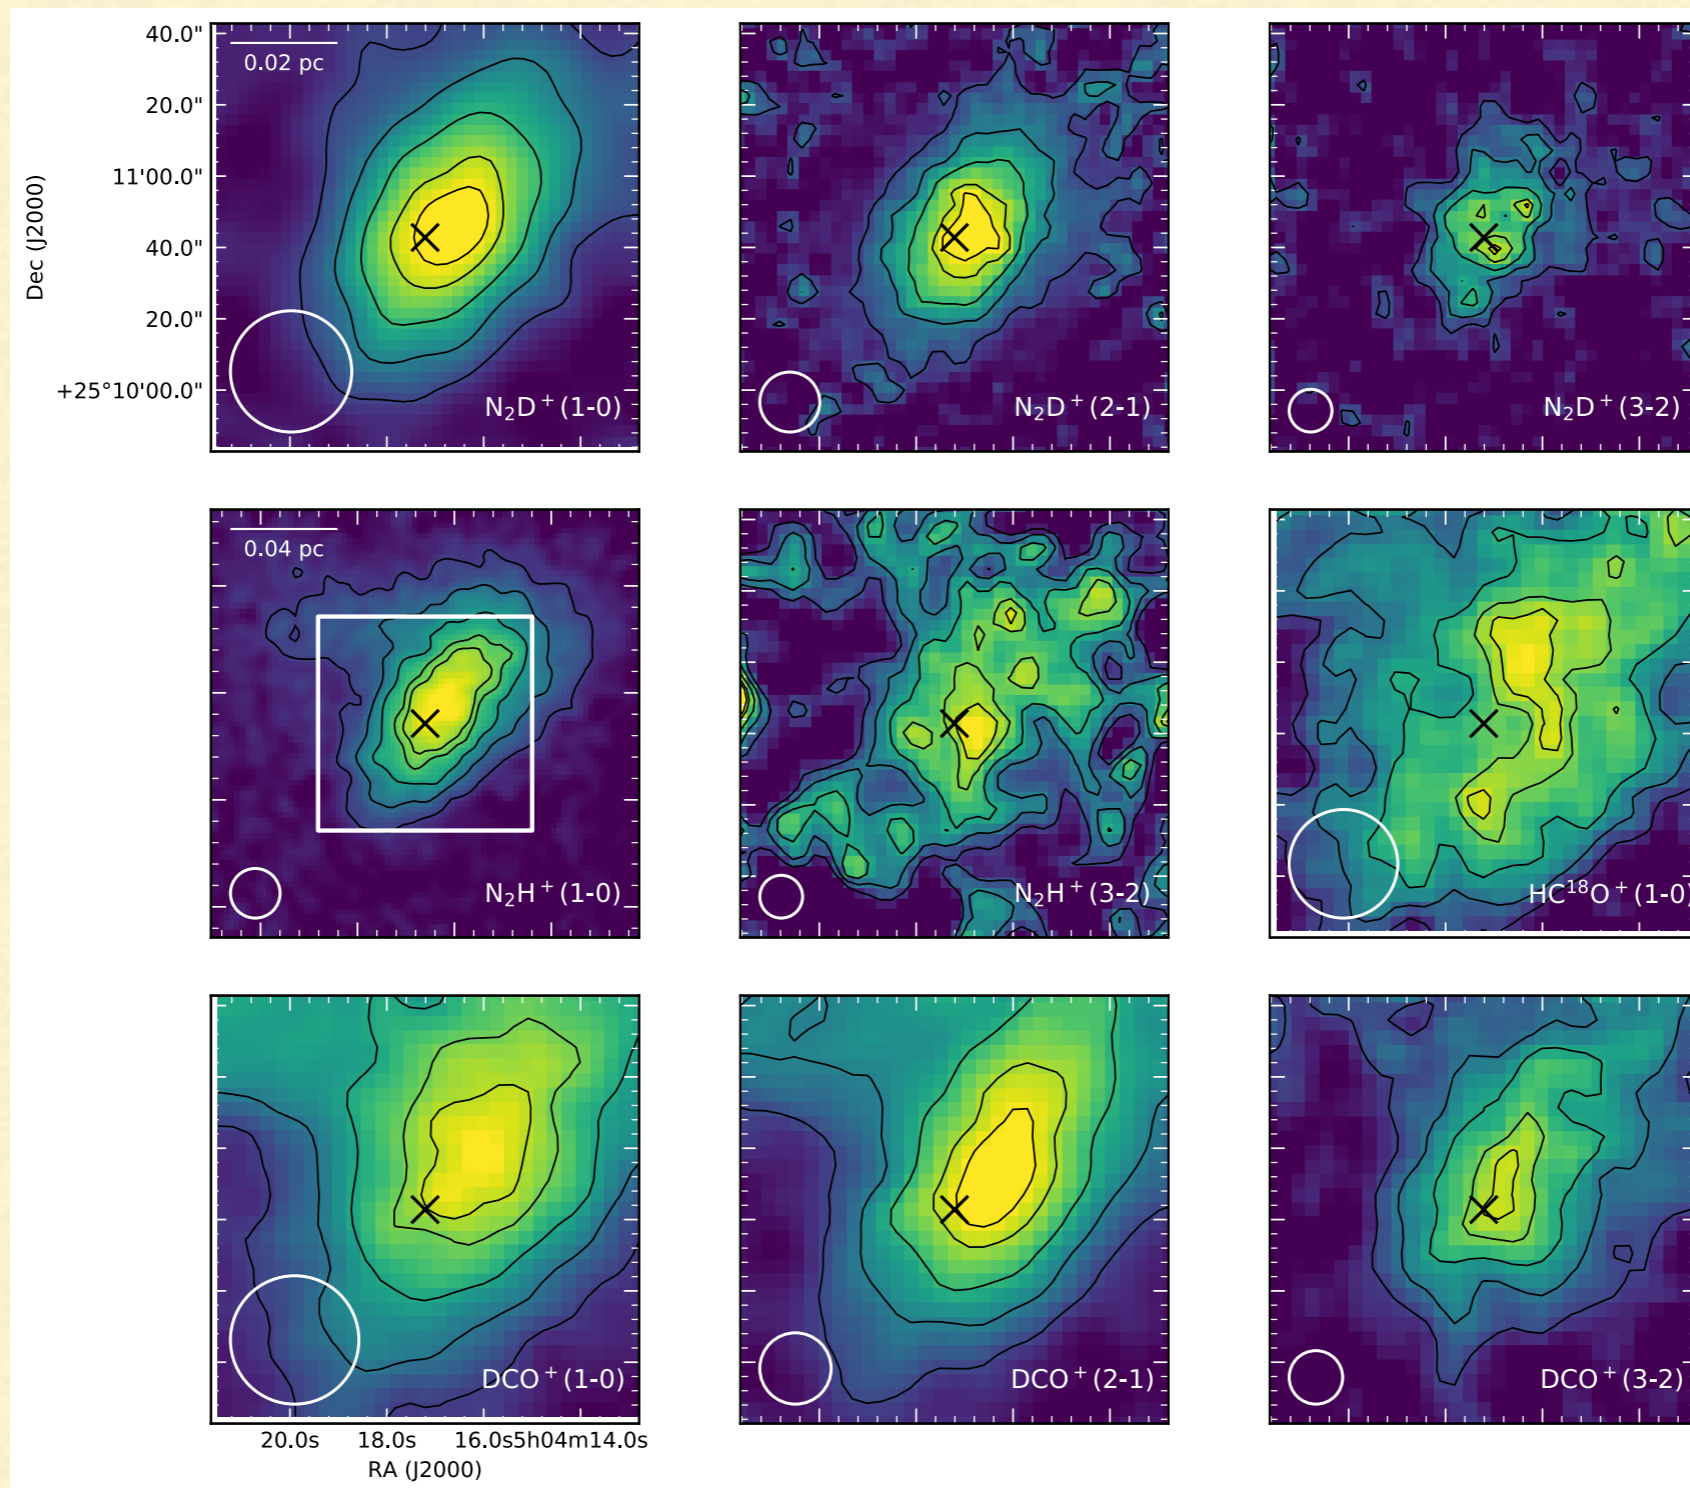 40.0"
0.02 pc
20.0"
11'00.0"
40.0"
20.0"
+25°10'00.0"
Dec (J2000)
N₂D⁺(1-0)
N₂D⁺(2-1)
N₂D⁺(3-2)
0.04 pc
N₂H⁺(1-0)
N₂H⁺(3-2)
HC¹⁸O⁺(1-0)
DCO⁺(1-0)
DCO⁺(2-1)
DCO⁺(3-2)
20.0s 18.0s 16.0s5h04m14.0s
RA (J2000)